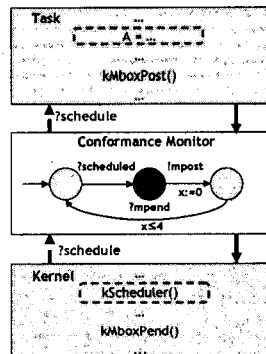 Task
...
A = ...
...
kMboxPost()
...
?schedule
Conformance Monitor
?scheduled
!mpost
x:=0
?mpend
x≤4
?schedule
Kernel
...
kScheduler()
...
kMboxPend()
...